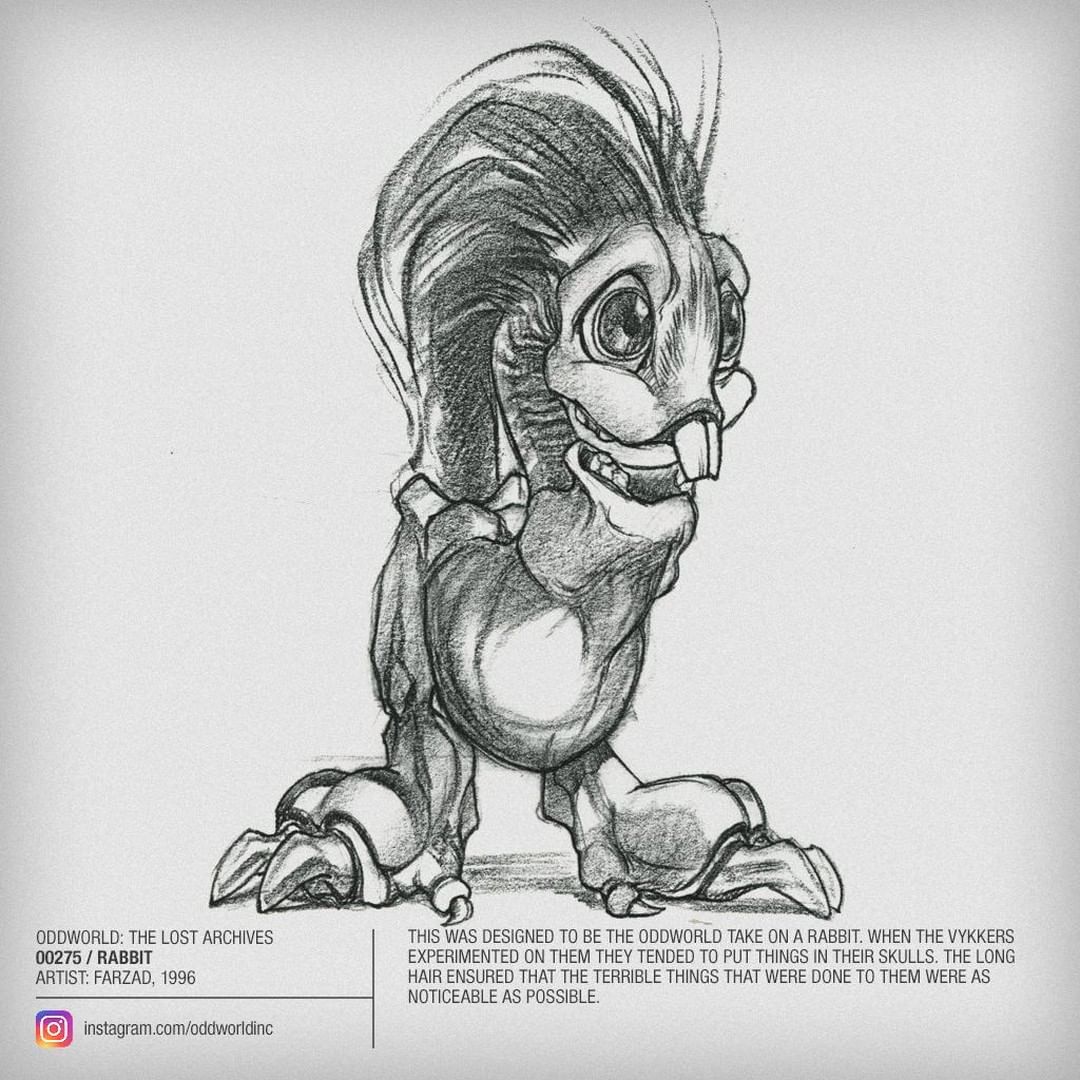 ODDWORLD: THE LOST ARCHIVES
00275 / RABBIT
ARTIST: FARZAD, 1996
instagram.com/oddworldinc
THIS WAS DESIGNED TO BE THE ODDWORLD TAKE ON A RABBIT. WHEN THE VYKKERS
EXPERIMENTED ON THEM THEY TENDED TO PUT THINGS IN THEIR SKULLS. THE LONG
HAIR ENSURED THAT THE TERRIBLE THINGS THAT WERE DONE TO THEM WERE AS
NOTICEABLE AS POSSIBLE.